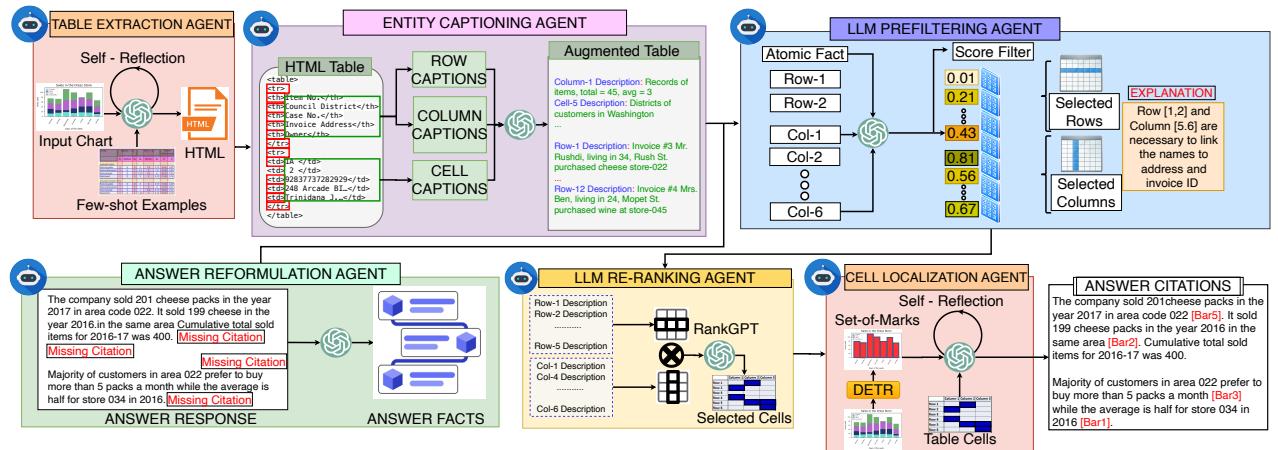 TABLE EXTRACTION AGENT
Self - Reflection
Input Chart
HTML
HTML
Few-shot Examples
ENTITY CAPTIONING AGENT
HTML Table
<table>
<tr>
<th>Item No.</th>
<th>Council District</th>
<th>Case No.</th>
<th>Invoice Address</th>
<th>Owner</th>
</tr>
<tr>
<td>1A </td>
<td> 2 </td>
<td>92837737282929</td>
<td>248 Arcade Bl…</td>
<td>Trinidana J,.</td>
</tr>
</table>
ROW
CAPTIONS
COLUMN
CAPTIONS
CELL
CAPTIONS
Augmented Table
Column-1 Description: Records of
items, total = 45, avg = 3
Cell-5 Description: Districts of
customers in Washington
...
Row-1 Description: Invoice #3 Mr.
Rushdi, living in 34, Rush St.
purchased cheese store-022
...
Row-12 Description: Invoice #4 Mrs.
Ben, living in 24, Mopet St.
purchased wine at store-045
LLM PREFILTERING AGENT
Atomic Fact
Row-1
Row-2
Col-1
Col-2
Col-6
Score Filter
0.01
0.21
0.43
0.81
0.56
0.67
Selected
Rows
Selected
Columns
EXPLANATION
Row [1,2] and
Column [5.6] are
necessary to link
the names to
address and
invoice ID
ANSWER REFORMULATION AGENT
The company sold 201 cheese packs in the year
2017 in area code 022. It sold 199 cheese in the
year 2016.in the same area Cumulative total sold
items for 2016-17 was 400. Missing Citation
Missing Citation
Missing Citation
Majority of customers in area 022 prefer to buy
more than 5 packs a month while the average is
half for store 034 in 2016. Missing Citation
ANSWER RESPONSE
ANSWER FACTS
LLM RE-RANKING AGENT
Row-1 Description
Row-2 Description
...........
Row-5 Description
Col-1 Description
Col-4 Description
...........
Col-6 Description
RankGPT
Selected Cells
CELL LOCALIZATION AGENT
Self - Reflection
Set-of-Marks
DETR
Table Cells
ANSWER CITATIONS
The company sold 201cheese packs in the
year 2017 in area code 022 [Bar5]. It sold
199 cheese packs in the year 2016 in the
same area [Bar2]. Cumulative total sold
items for 2016-17 was 400.
Majority of customers in area 022 prefer to
buy more than 5 packs a month [Bar3]
while the average is half for store 034 in
2016 [Bar1].